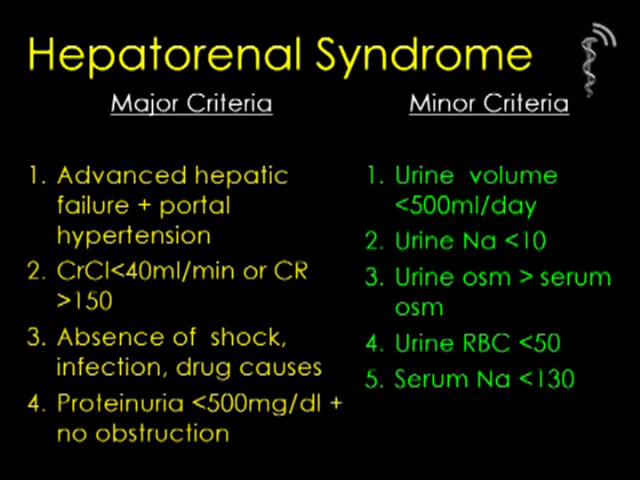 Hepatorenal Syndrome
Major Criteria
1. Advanced hepatic
failure + portal
hypertension
2. CrCl<40ml/min or CR
>150
3. Absence of shock,
infection, drug causes
4. Proteinuria <500mg/dl +
no obstruction
Minor Criteria
1. Urine volume
<500ml/day
2. Urine Na <10
3. Urine osm > serum
osm
4. Urine RBC <50
5. Serum Na <130